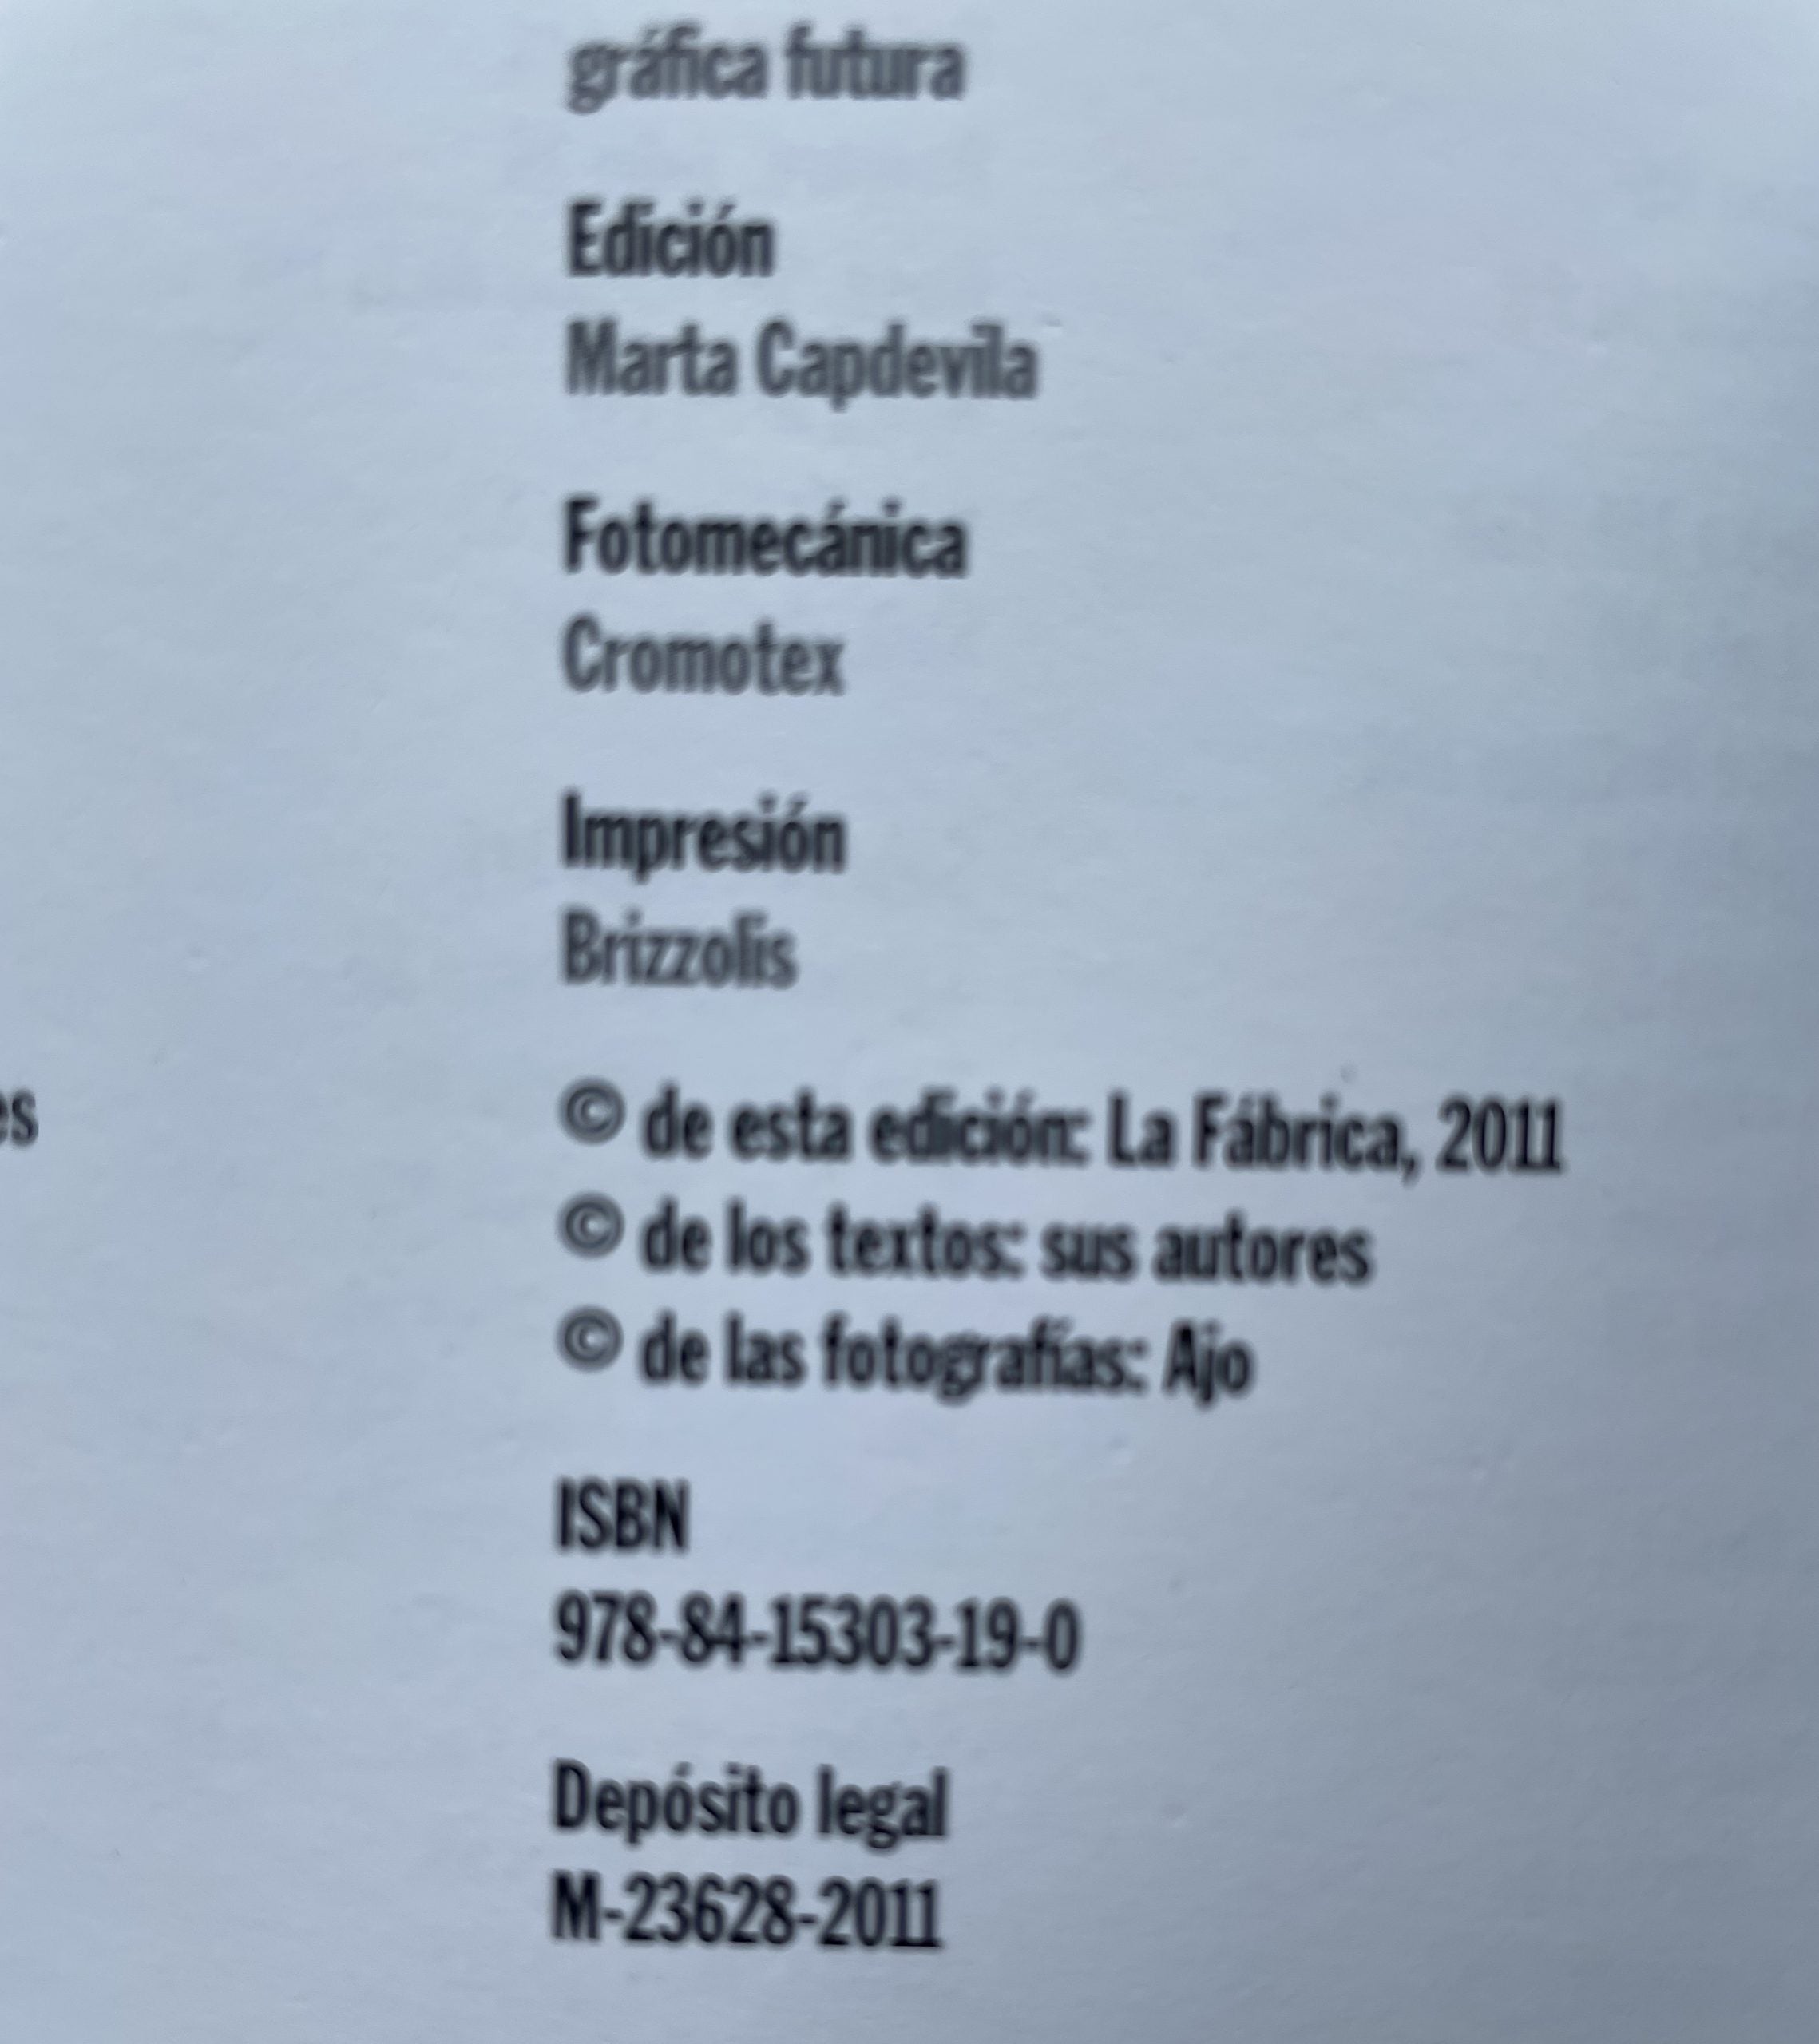 gráfica futura
Edición
Marta Capdevila
Fotomecánica
Cromotex
Impresión
Brizzolis
es
© de esta edición: La Fábrica, 2011
© de los textos: sus autores
© de las fotografías: Ajo
ISBN
978-84-15303-19-0
Depósito legal
M-23628-2011